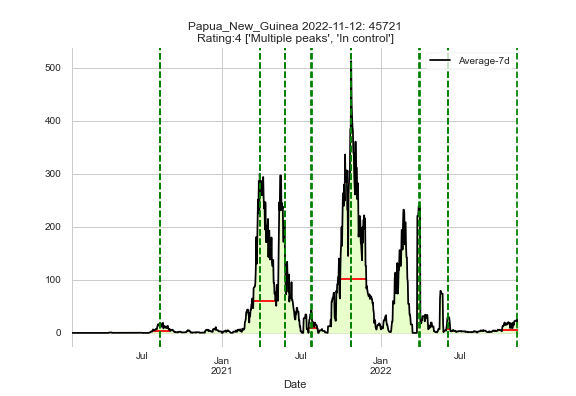 Papua_New_Guinea 2022-11-12: 45721
Rating:4 ['Multiple peaks', 'In control']
Average-7d
500
400
300
200
100
0
Jul
Jan
2021
Jul
Jan
2022
Jul
Date